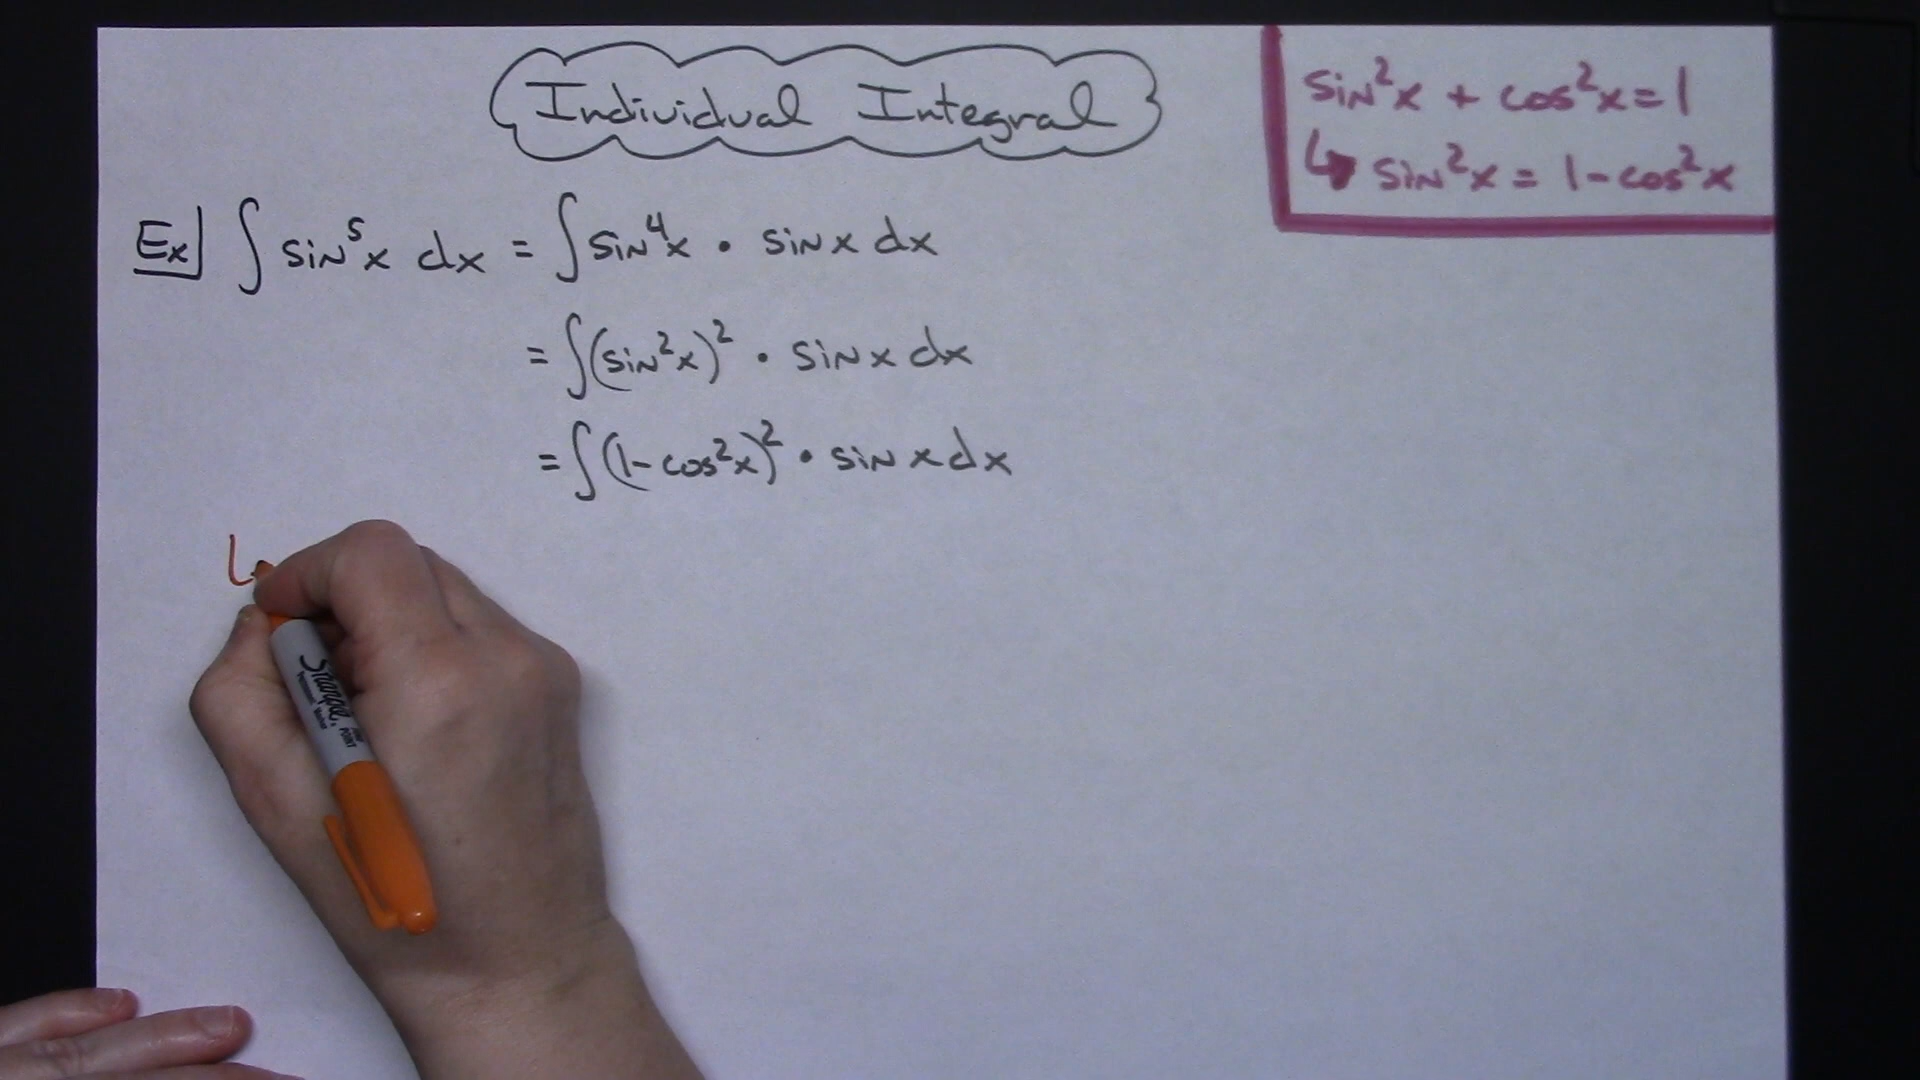 Individual Integral
sin²x + cos²x = 1
↳ sin²x = 1 - cos²x
Ex ∫ sin⁵x dx = ∫ sin⁴x • sin x dx
= ∫ (sin²x)² • sin x dx
= ∫ (1 - cos²x)² • sin x dx
L
Sharpie